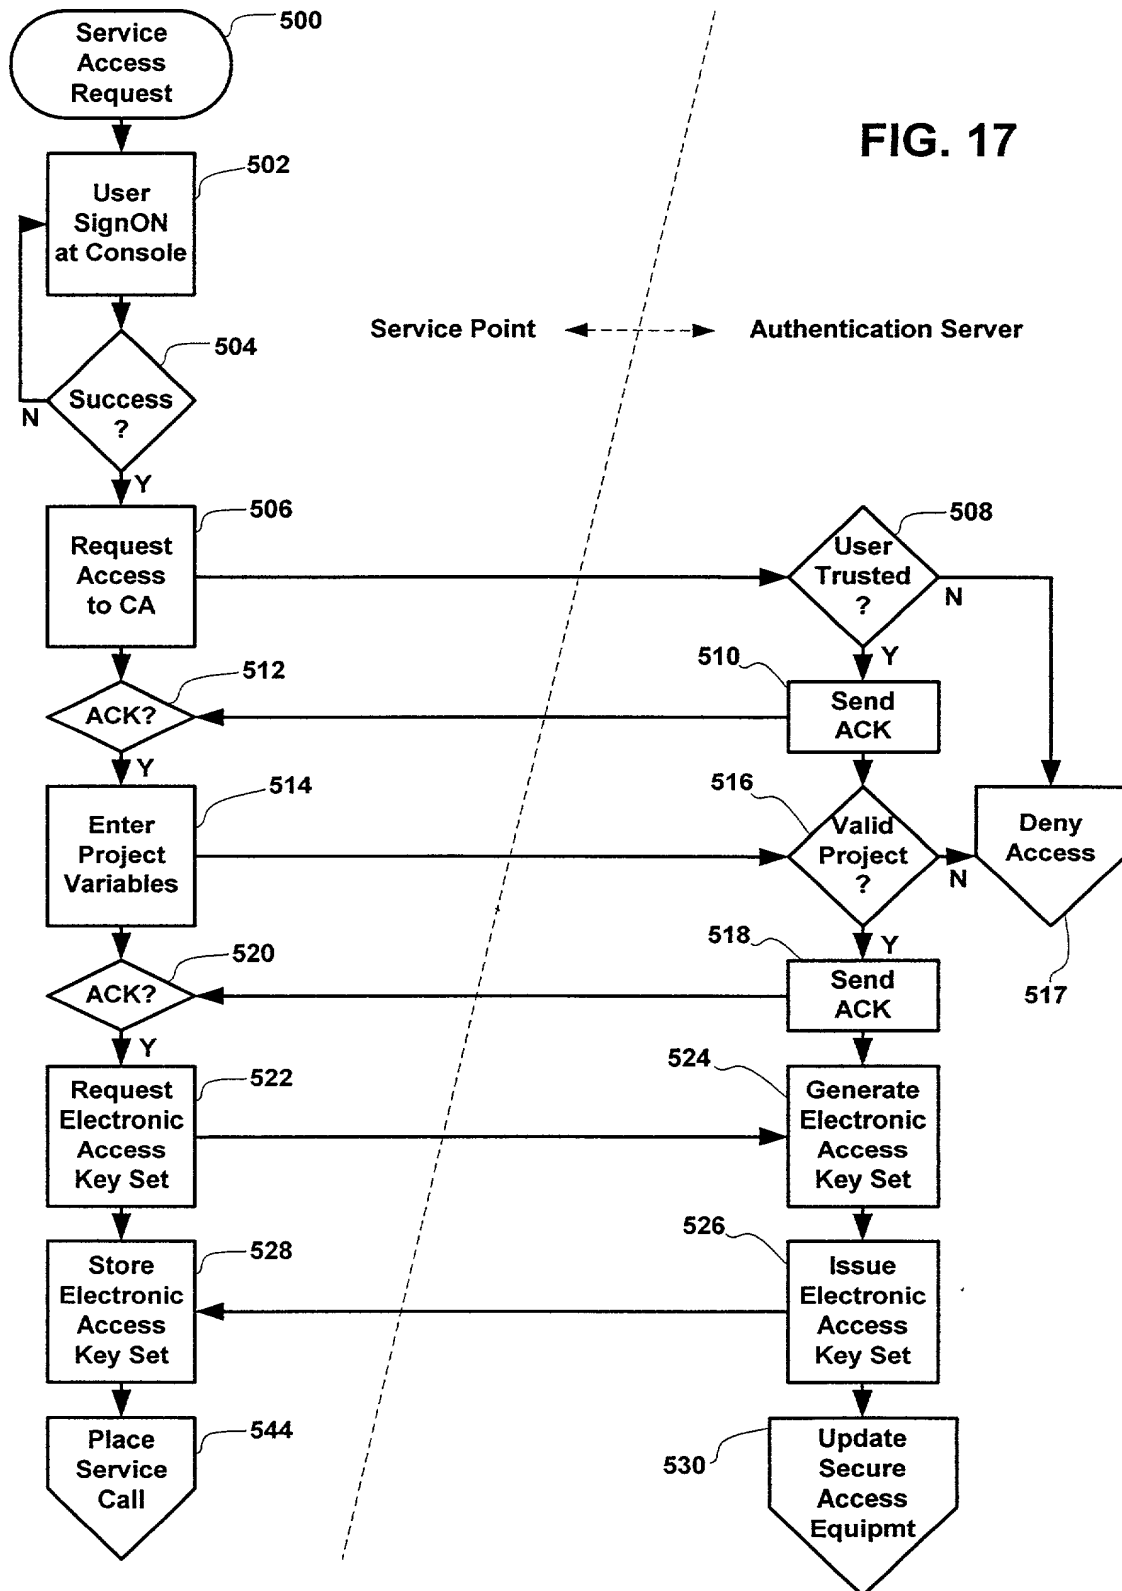 Service
Access
Request
500
FIG. 17
User
SignON
at Console
502
Service Point
Authentication Server
Success
?
504
N
Y
Request
Access
to CA
506
User
Trusted
?
508
N
Y
ACK?
512
Y
Send
ACK
510
Enter
Project
Variables
514
Valid
Project
?
516
N
Y
Deny
Access
517
ACK?
520
Y
Send
ACK
518
Request
Electronic
Access
Key Set
522
Generate
Electronic
Access
Key Set
524
Store
Electronic
Access
Key Set
528
Issue
Electronic
Access
Key Set
526
Place
Service
Call
544
Update
Secure
Access
Equipmt
530